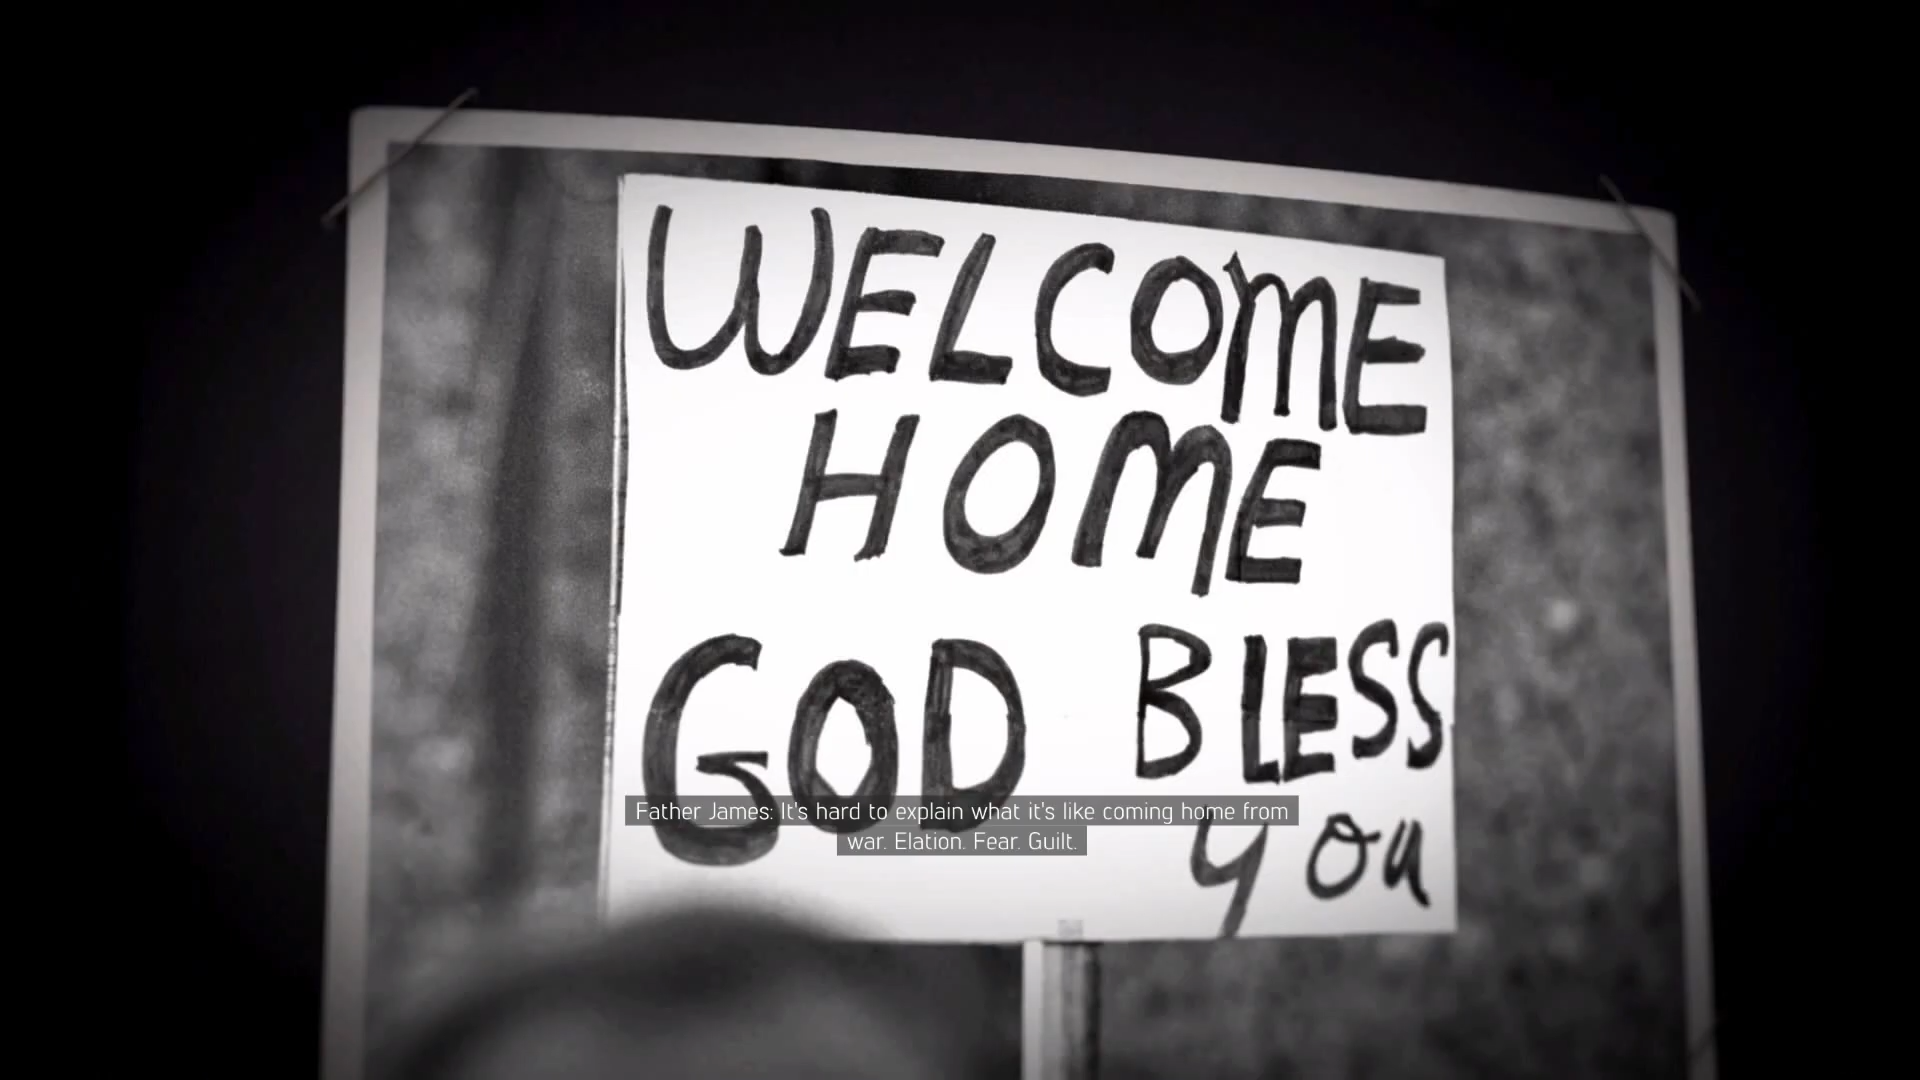 WELCOME
HOME
GOD BLESS
you
Father James: It's hard to explain what it's like coming home from
war. Elation. Fear. Guilt.